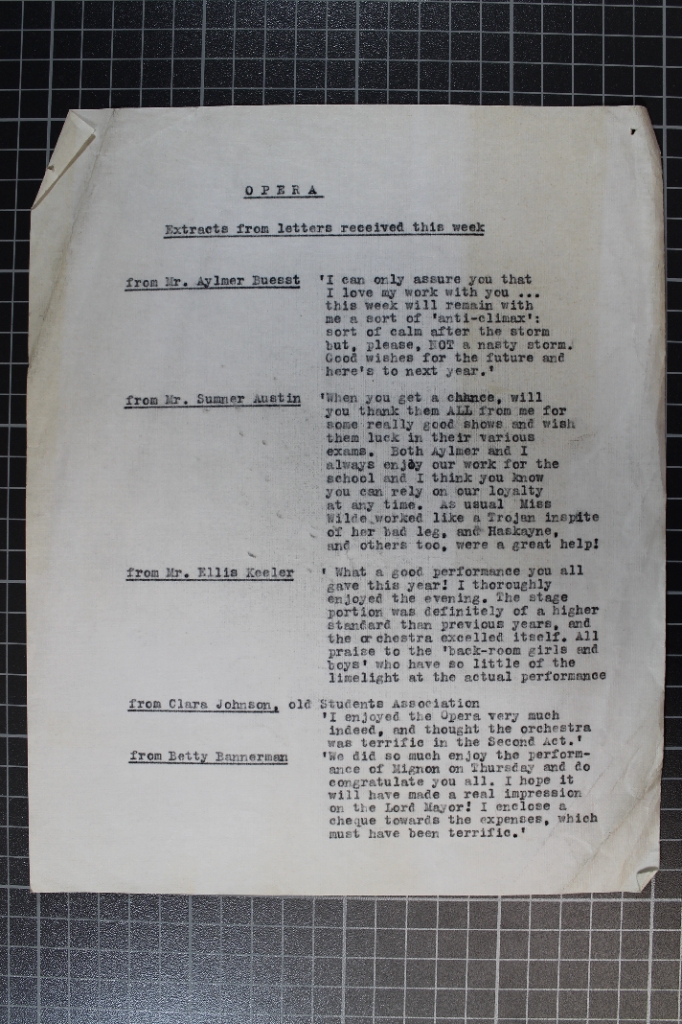 OPERA
Extracts from letters received this week
from Mr. Aylmer Buesst 'I can only assure you that
I love my work with you ...
this week will remain with
me a sort of 'anti-climax':
sort of calm after the storm
but, please, NOT a nasty storm.
Good wishes for the future and
here's to next year.'
from Mr. Sumner Austin 'When you get a chance, will
you thank them ALL from me for
some really good shows and wish
them luck in their various
exams. Both Aylmer and I
always enjoy our work for the
school and I think you know
you can rely on our loyalty
at any time. As usual Miss
Wilde worked like a Trojan inspite
of her bad leg, and Haskayne,
and others too, were a great help!
from Mr. Ellis Keeler ' What a good performance you all
gave this year! I thoroughly
enjoyed the evening. The stage
portion was definitely of a higher
standard than previous years, and
the orchestra excelled itself. All
praise to the 'back-room girls and
boys' who have so little of the
limelight at the actual performance
from Clara Johnson, old Students Association
'I enjoyed the Opera very much
indeed, and thought the orchestra
was terrific in the Second Act.'
from Betty Bannerman 'We did so much enjoy the perform-
ance of Mignon on Thursday and do
congratulate you all. I hope it
will have made a real impression
on the Lord Mayor! I enclose a
cheque towards the expenses, which
must have been terrific.'